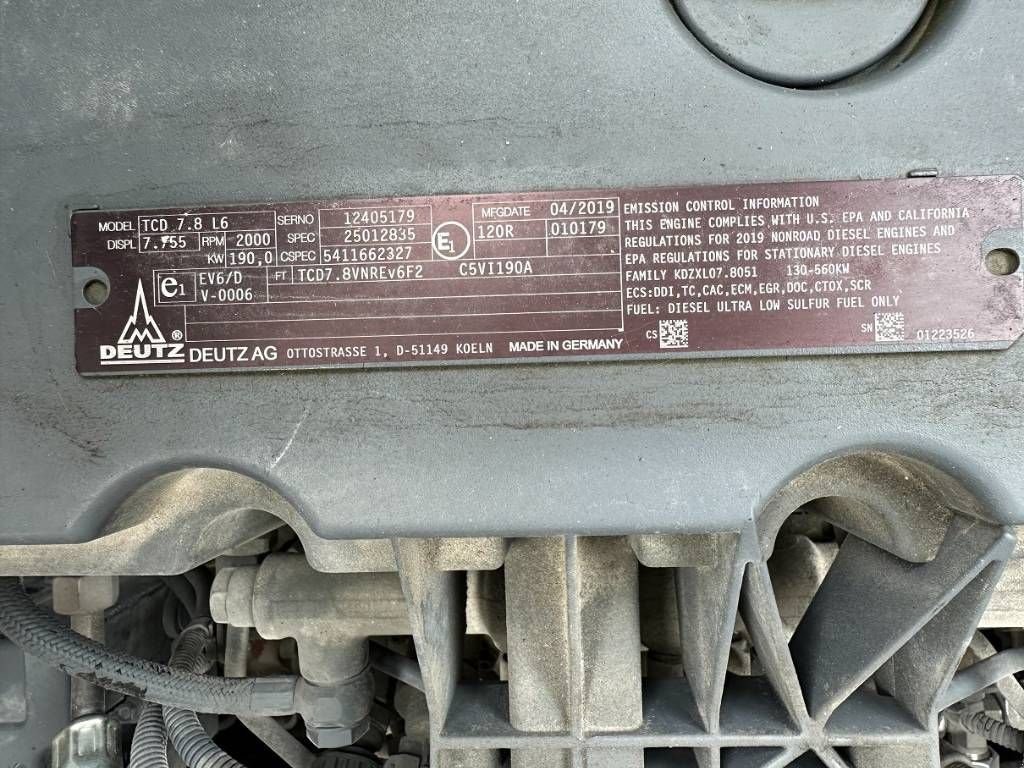 MODEL TCD 7.8 L6 SERNO 12405179 MFGDATE 04/2019
DISPL 7.755 RPM 2000 SPEC 25012835 E1 120R 010179
KW 190,0 CSPEC 5411662327
e1 EV6/D FT TCD7.8VNREv6F2 C5VI190A
V-0006
DEUTZ ® DEUTZ AG OTTOSTRASSE 1, D-51149 KOELN MADE IN GERMANY
EMISSION CONTROL INFORMATION
THIS ENGINE COMPLIES WITH U.S. EPA AND CALIFORNIA
REGULATIONS FOR 2019 NONROAD DIESEL ENGINES AND
EPA REGULATIONS FOR STATIONARY DIESEL ENGINES
FAMILY KDZXL07.8051 130-560KW
ECS:DDI,TC,CAC,ECM,EGR,DOC,CTOX,SCR
FUEL: DIESEL ULTRA LOW SULFUR FUEL ONLY
CS SN 01223526